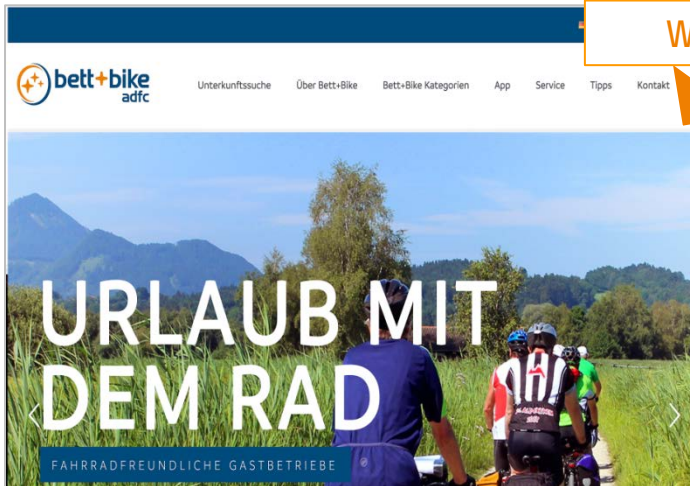 W
bett+bike
adfc
Unterkunftssuche Über Bett+Bike Bett+Bike Kategorien App Service Tipps Kontakt
URLAUB MIT
DEM RAD
FAHRRADFREUNDLICHE GASTBETRIEBE